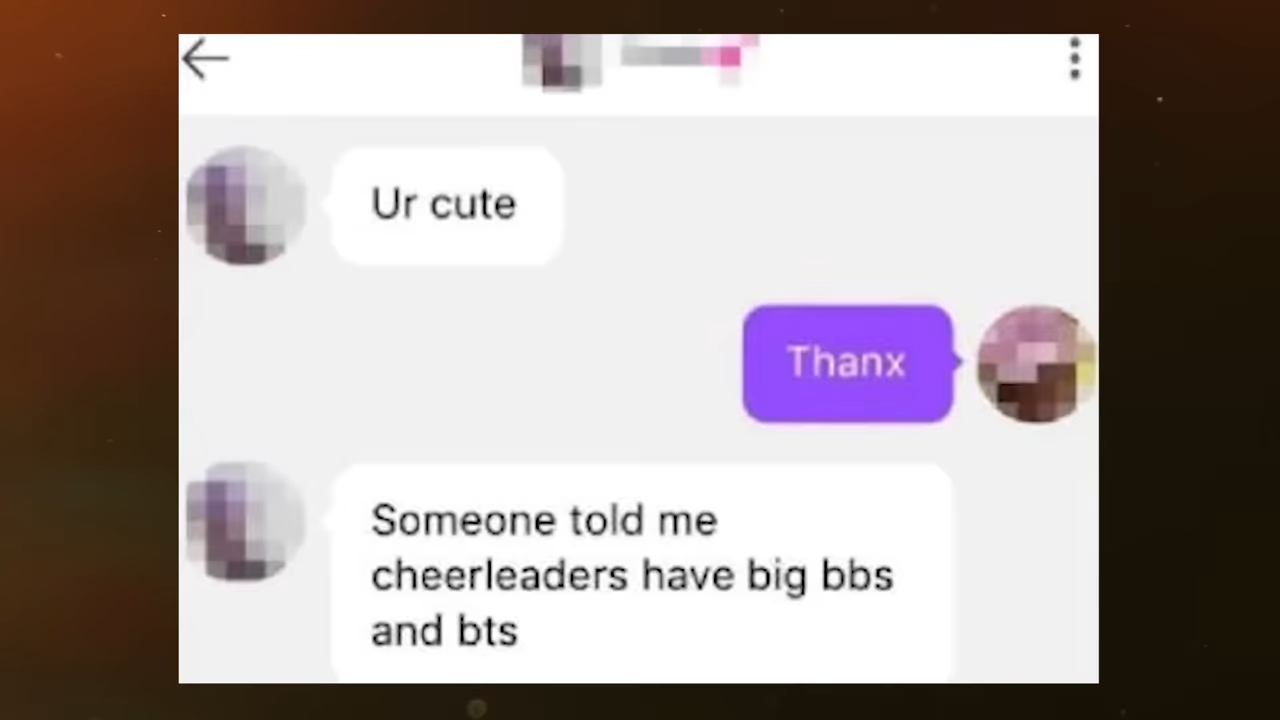 Ur cute
Thanx
Someone told me
cheerleaders have big bbs
and bts